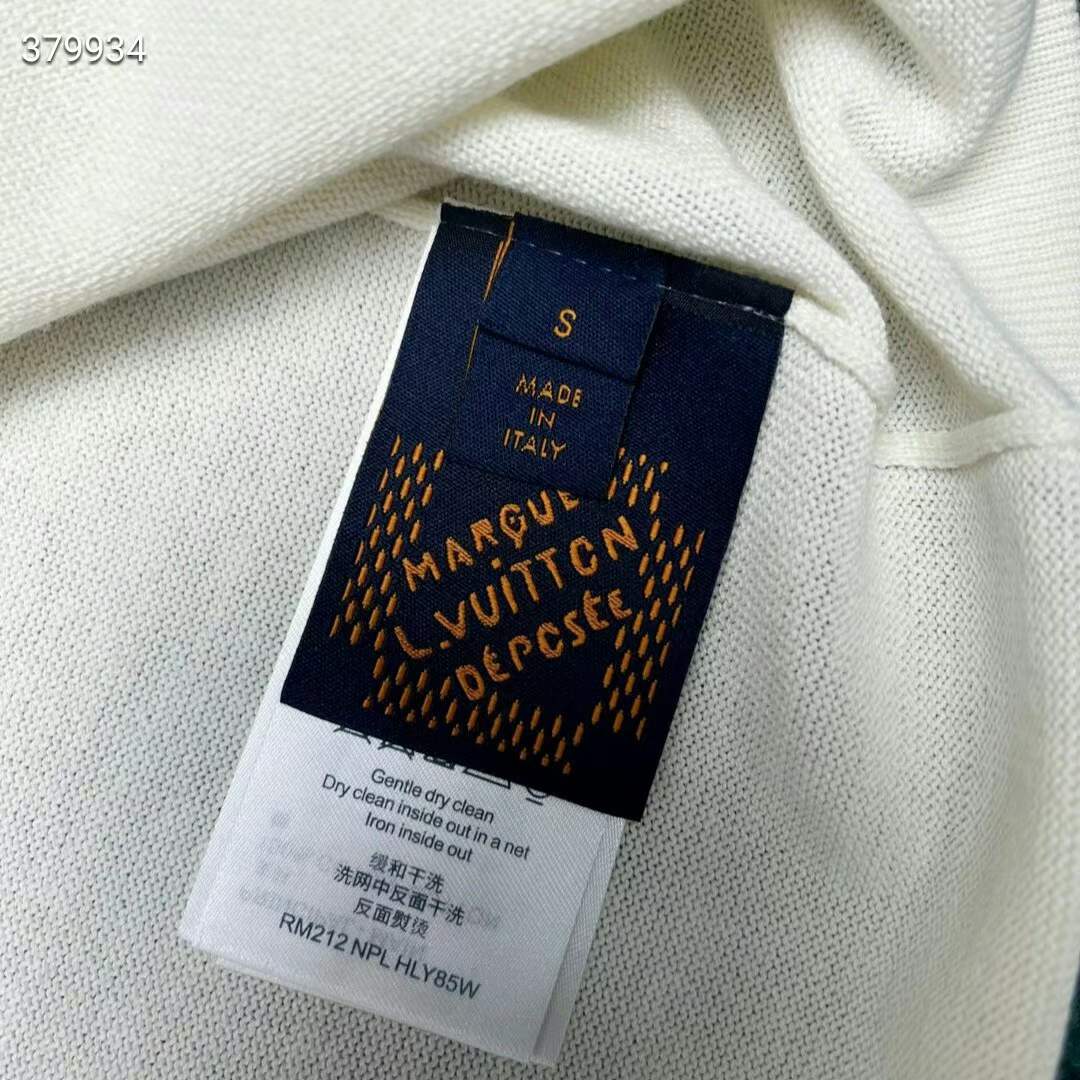 379934
S
MADE
IN
ITALY
MARQUE
L.VUiTTON
DÉPOSÉE
Gentle dry clean
Dry clean inside out in a net
Iron inside out
缓和干洗
洗网中反面干洗
反面熨烫
RM212 NPL HLY85W